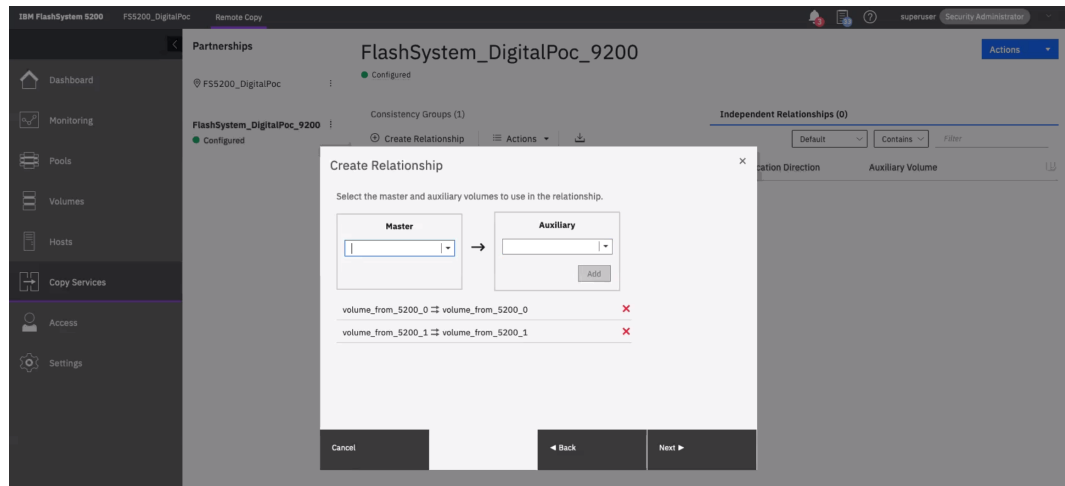 IBM FlashSystem 5200 FS5200_DigitalPoc Remote Copy
superuser Security Administrator
Dashboard
Monitoring
Pools
Volumes
Hosts
Copy Services
Access
Settings
Partnerships
FS5200_DigitalPoc
FlashSystem_DigitalPoc_9200
Configured
FlashSystem_DigitalPoc_9200
Configured
Actions
Consistency Groups (1)
Independent Relationships (0)
Create Relationship Actions
Default Contains Filter
cation Direction Auxiliary Volume
Create Relationship
Select the master and auxiliary volumes to use in the relationship.
Master
Auxiliary
Add
volume_from_5200_0 ⇉ volume_from_5200_0
volume_from_5200_1 ⇉ volume_from_5200_1
Cancel
◄ Back
Next ►